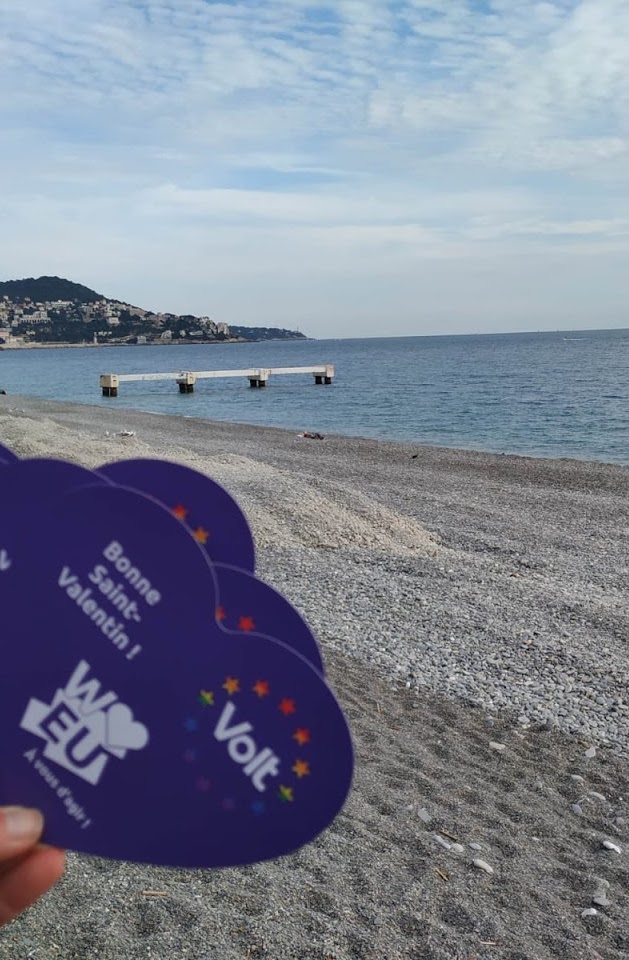 Bonne
Saint-
Valentin !
W
EU
À vous d'agir !
Volt